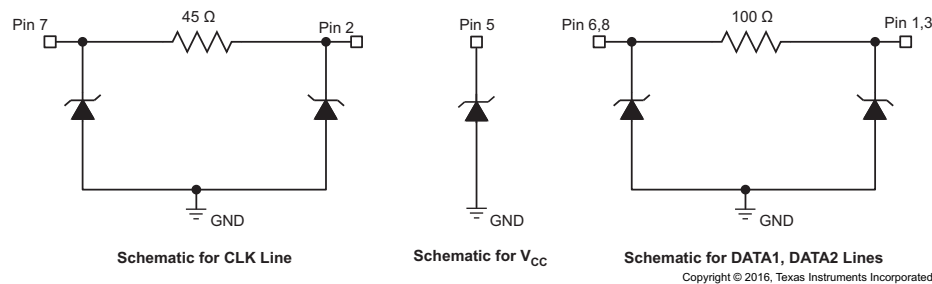 Pin 7
45 Ω
Pin 2
GND
Schematic for CLK Line
Pin 5
GND
Schematic for VCC
Pin 6,8
100 Ω
Pin 1,3
GND
Schematic for DATA1, DATA2 Lines
Copyright © 2016, Texas Instruments Incorporated